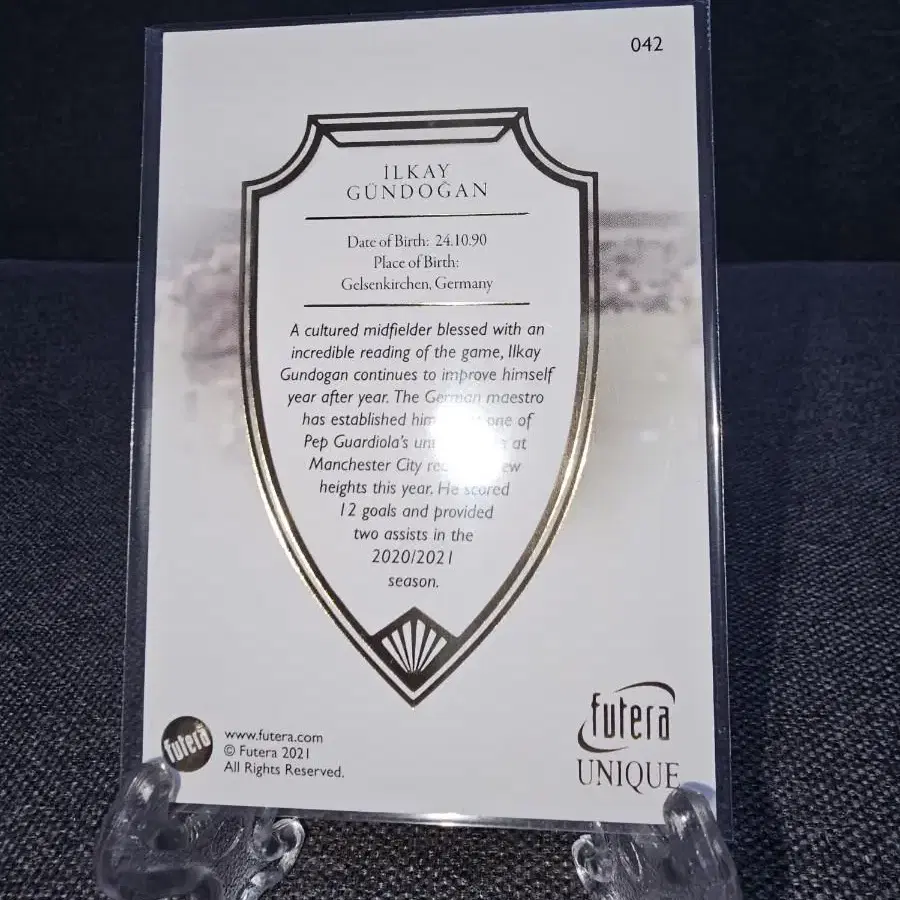 042
İLKAY
GÜNDOĞAN
Date of Birth: 24.10.90
Place of Birth:
Gelsenkirchen, Germany
A cultured midfielder blessed with an
incredible reading of the game, Ilkay
Gundogan continues to improve himself
year after year. The German maestro
has established one of
Pep Guardiola's at
Manchester City
heights this year. He scored
12 goals and provided
two assists in the
2020/2021
season.
futera
www.futera.com
© Futera 2021
All Rights Reserved.
futera
UNIQUE